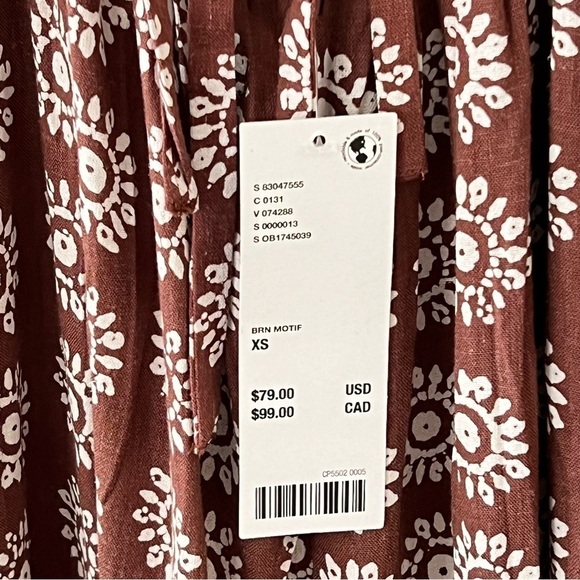 S 83047555
C 0131
V 074288
S 0000013
S OB1745039
BRN MOTIF
XS
$79.00 USD
$99.00 CAD
CP5502 0005